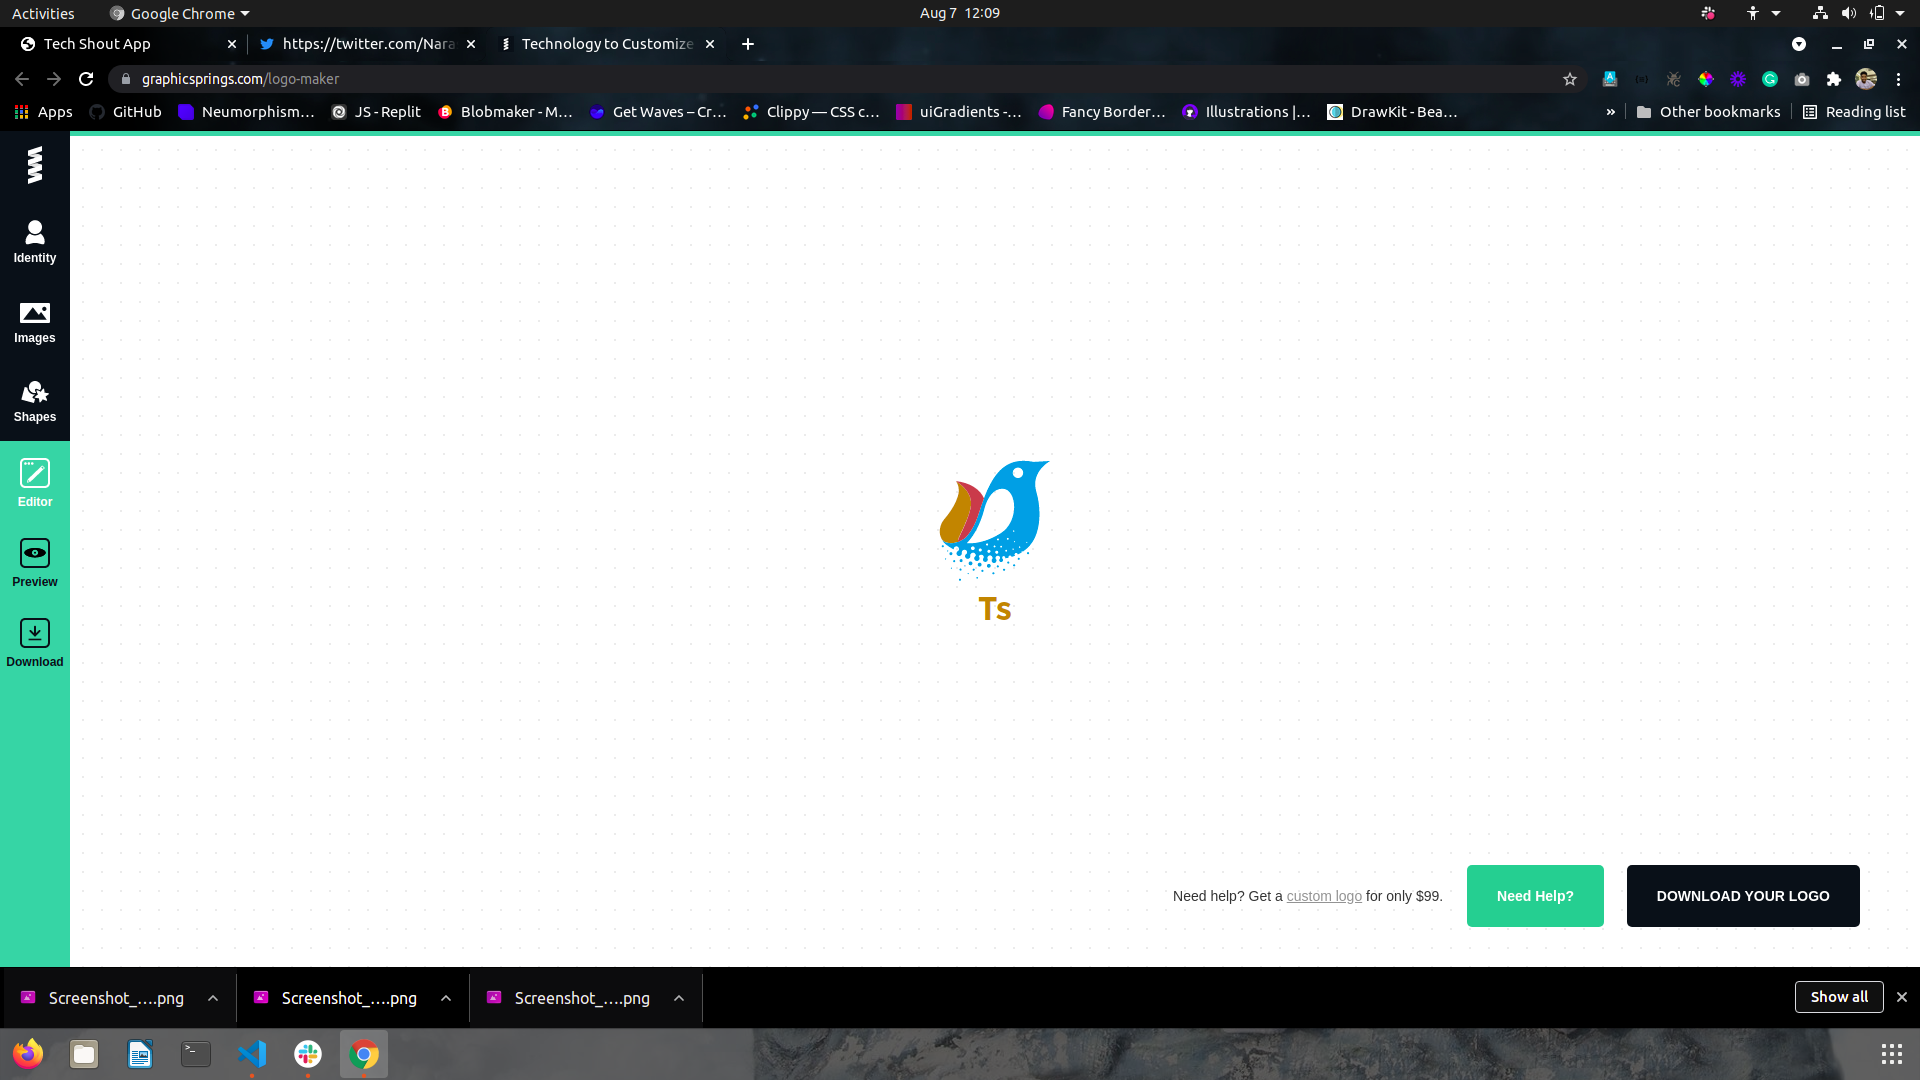 Activities
Google Chrome
Aug 7 12:09
Tech Shout App
https://twitter.com/Nara
Technology to Customize
graphicsprings.com/logo-maker
Apps
GitHub
Neumorphism…
JS - Replit
Blobmaker - M…
Get Waves – Cr…
Clippy — CSS c…
uiGradients -…
Fancy Border…
Illustrations |…
DrawKit - Bea…
»
Other bookmarks
Reading list
Identity
Images
Shapes
Editor
Preview
Download
Ts
Need help? Get a custom logo for only $99.
Need Help?
DOWNLOAD YOUR LOGO
Screenshot_….png
Screenshot_….png
Screenshot_….png
Show all